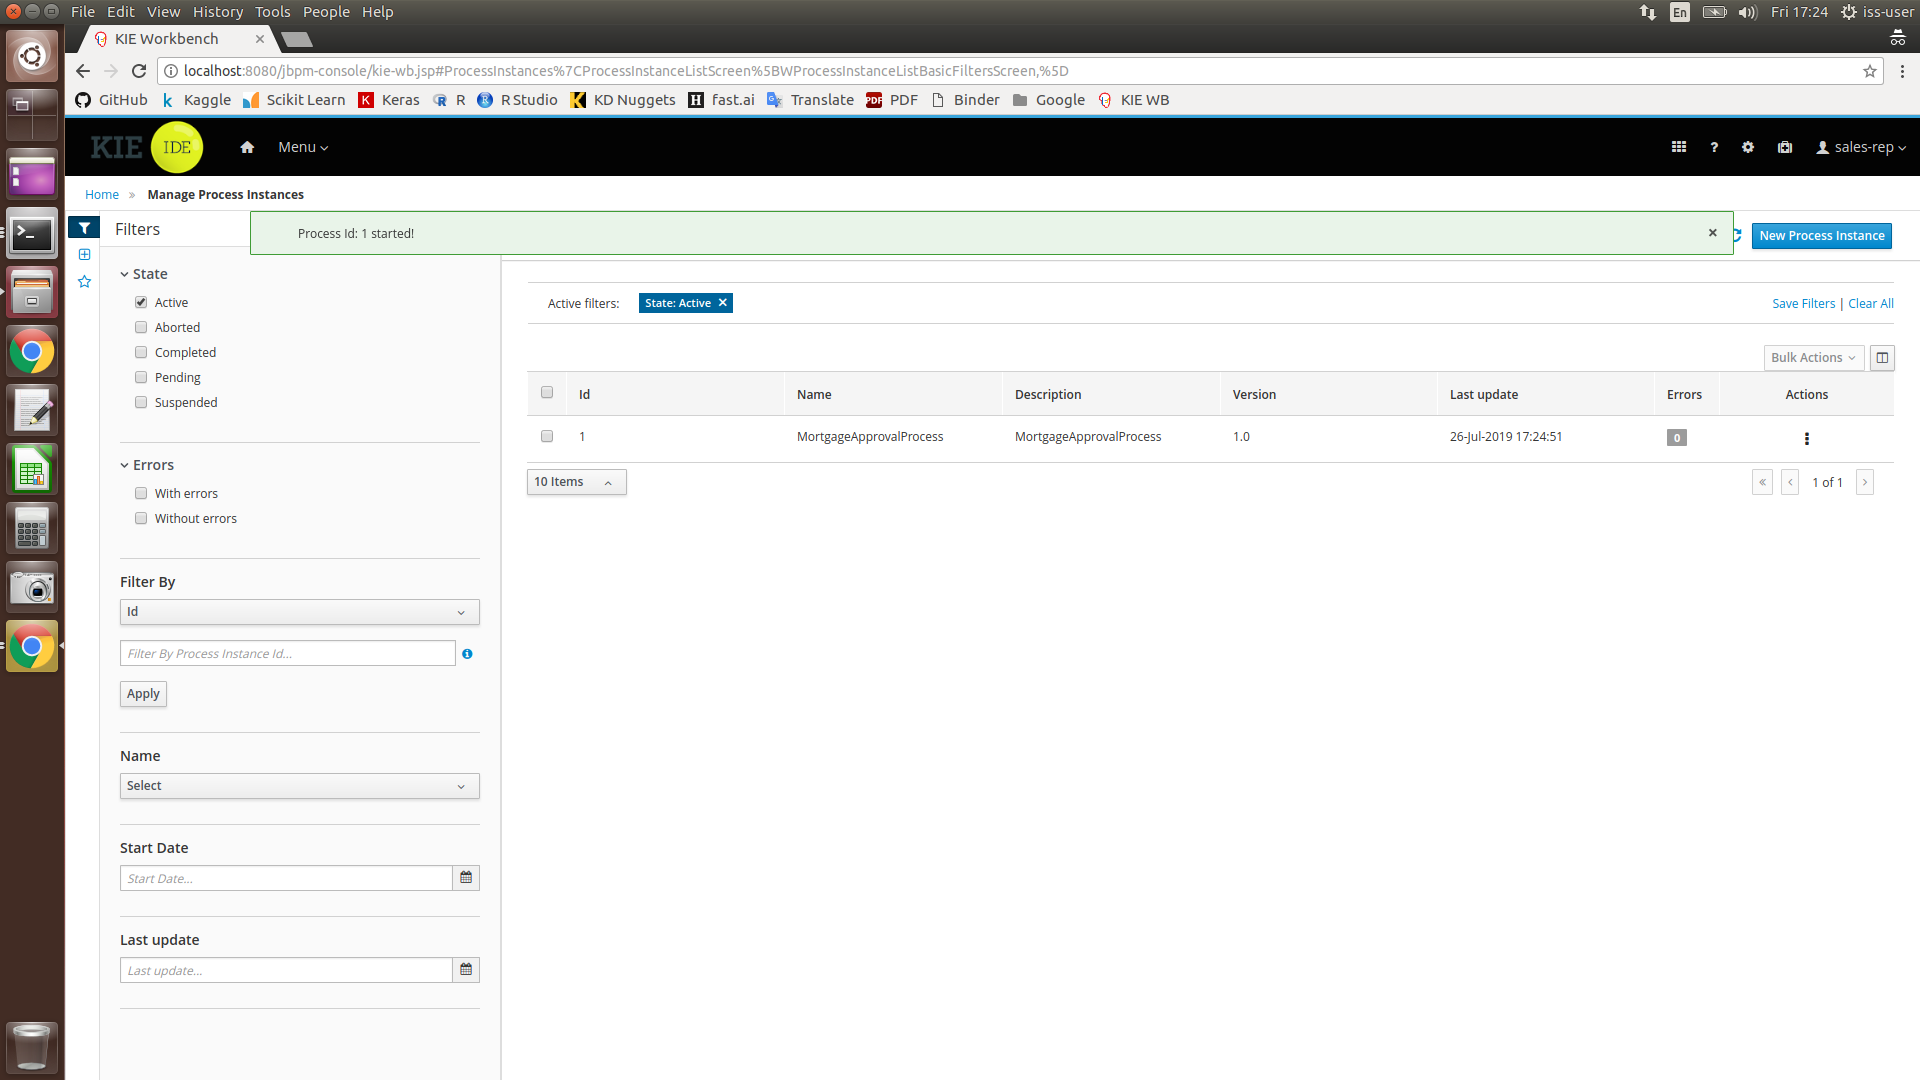 File Edit View History Tools People Help
En
Fri 17:24
iss-user
KIE Workbench
localhost:8080/jbpm-console/kie-wb.jsp#ProcessInstances%7CProcessInstanceListScreen%5BWProcessInstanceListBasicFiltersScreen,%5D
GitHub
k Kaggle
Scikit Learn
K Keras
R R
R RStudio
K KD Nuggets
H fast.ai
Translate
PDF PDF
Binder
Google
KIE WB
KIE IDE
Menu
? sales-rep
Home » Manage Process Instances
Filters
Process Id: 1 started!
New Process Instance
State
Active
Aborted
Completed
Pending
Suspended
Errors
With errors
Without errors
Filter By
Id
Filter By Process Instance Id...
Apply
Name
Select
Start Date
Start Date...
Last update
Last update...
Active filters: State: Active
Save Filters | Clear All
Bulk Actions
Id Name Description Version Last update Errors Actions
1 MortgageApprovalProcess MortgageApprovalProcess 1.0 26-Jul-2019 17:24:51 0
10 Items
1 of 1